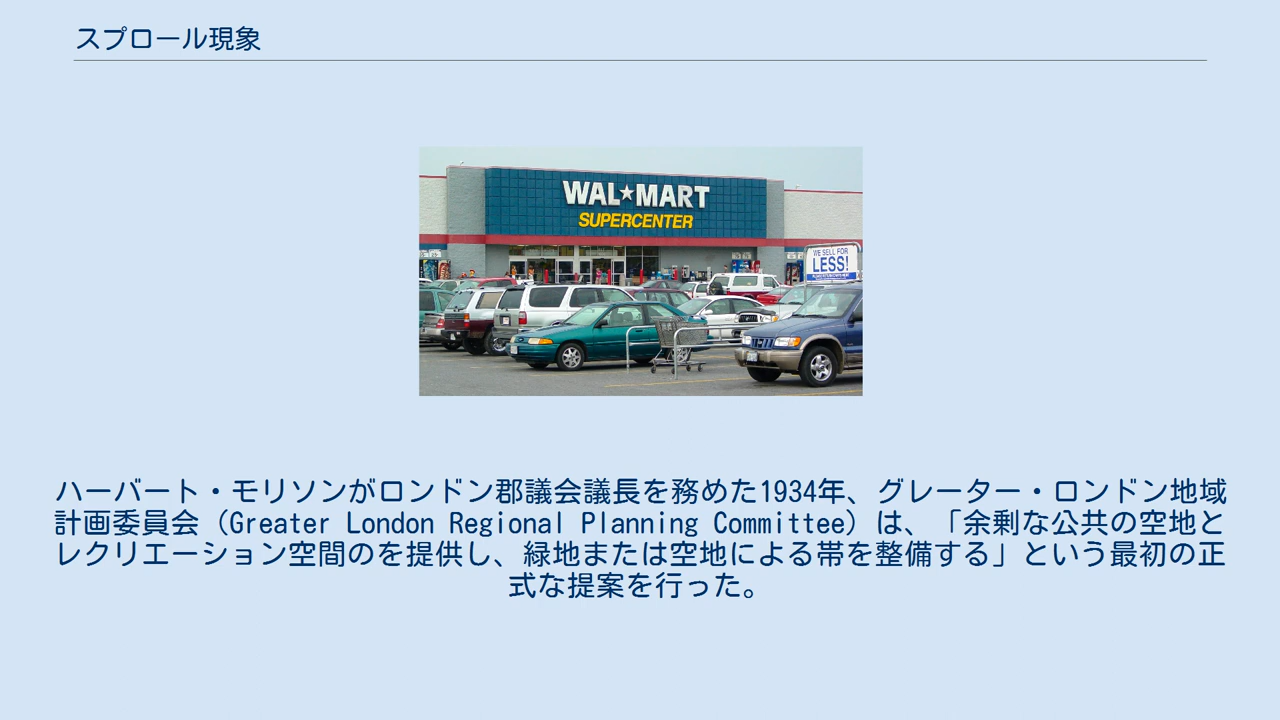 スプロール現象
WAL★MART
SUPERCENTER
WE SELL FOR
LESS!
ハーバート・モリソンがロンドン郡議会議長を務めた1934年、グレーター・ロンドン地域
計画委員会（Greater London Regional Planning Committee）は、「余剰な公共の空地と
レクリエーション空間のを提供し、緑地または空地による帯を整備する」という最初の正
式な提案を行った。